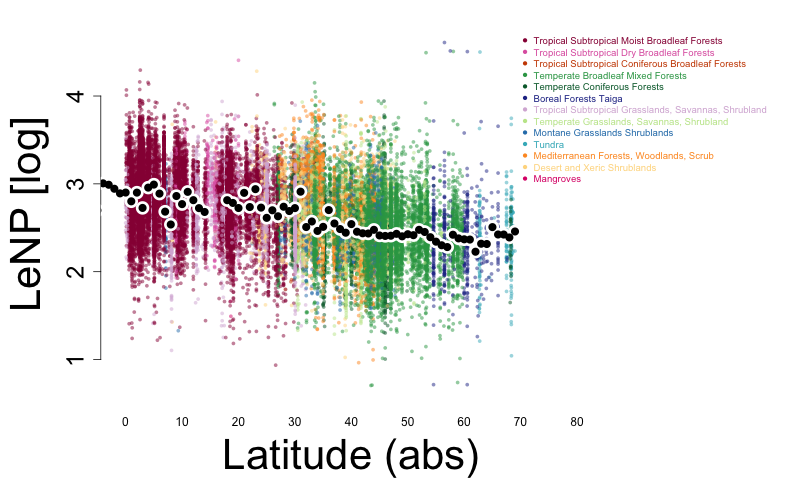 Tropical Subtropical Moist Broadleaf Forests
Tropical Subtropical Dry Broadleaf Forests
Tropical Subtropical Coniferous Broadleaf Forests
Temperate Broadleaf Mixed Forests
Temperate Coniferous Forests
Boreal Forests Taiga
Tropical Subtropical Grasslands, Savannas, Shrubland
Temperate Grasslands, Savannas, Shrubland
Montane Grasslands Shrublands
Tundra
Mediterranean Forests, Woodlands, Scrub
Desert and Xeric Shrublands
Mangroves
LeNP [log]
4
3
2
1
0 10 20 30 40 50 60 70 80
Latitude (abs)